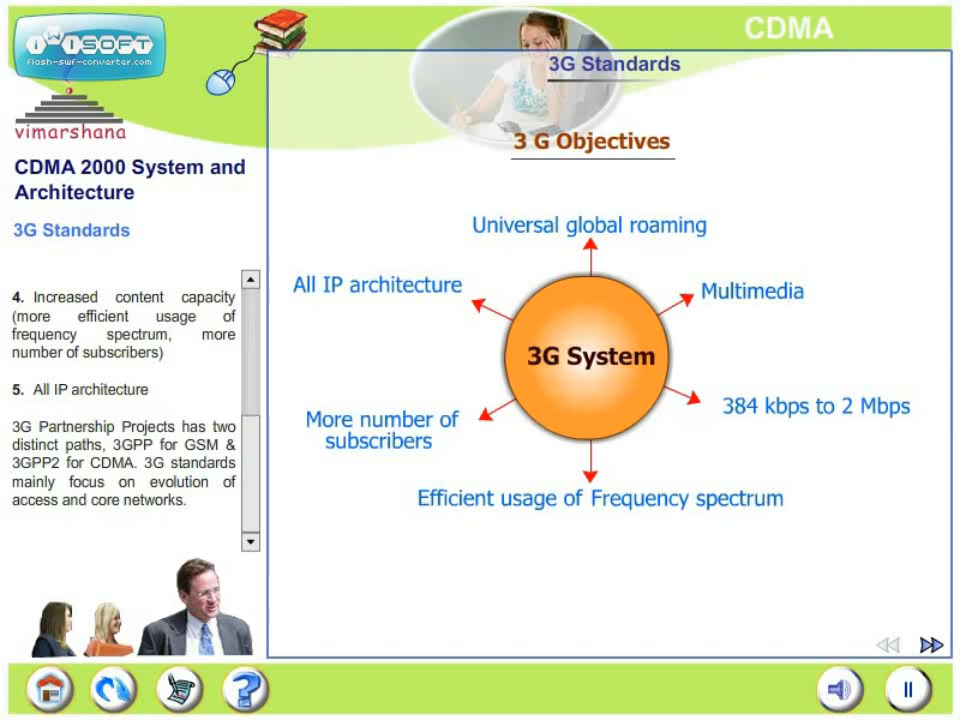 iWiSOFT
flash-swf-converter.com
vimarshana
CDMA
CDMA 2000 System and
Architecture
3G Standards
4. Increased content capacity
(more efficient usage of
frequency spectrum, more
number of subscribers)
5. All IP architecture
3G Partnership Projects has two
distinct paths, 3GPP for GSM &
3GPP2 for CDMA. 3G standards
mainly focus on evolution of
access and core networks.
3G Standards
3 G Objectives
Universal global roaming
All IP architecture
Multimedia
3G System
384 kbps to 2 Mbps
More number of
subscribers
Efficient usage of Frequency spectrum